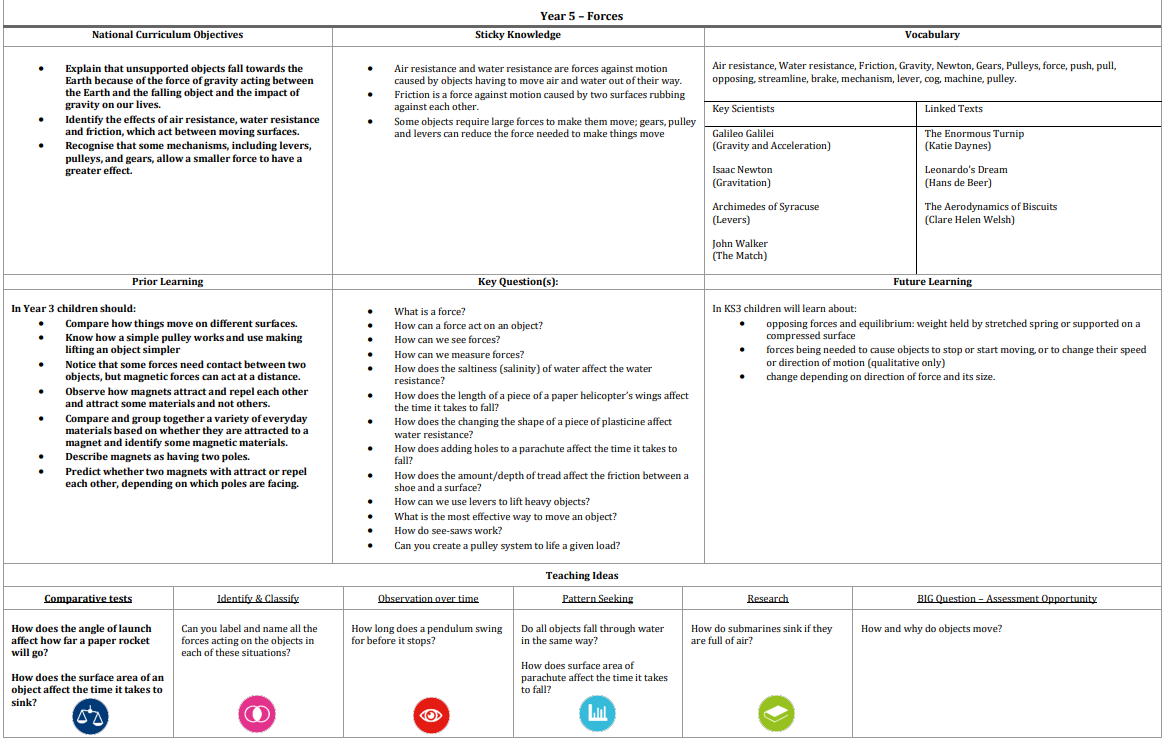 Year 5 – Forces
National Curriculum Objectives
Sticky Knowledge
Vocabulary
• Explain that unsupported objects fall towards the
Earth because of the force of gravity acting between
the Earth and the falling object and the impact of
gravity on our lives.
• Identify the effects of air resistance, water resistance
and friction, which act between moving surfaces.
• Recognise that some mechanisms, including levers,
pulleys, and gears, allow a smaller force to have a
greater effect.
• Air resistance and water resistance are forces against motion
caused by objects having to move air and water out of their way.
• Friction is a force against motion caused by two surfaces rubbing
against each other.
• Some objects require large forces to make them move; gears, pulley
and levers can reduce the force needed to make things move
Air resistance, Water resistance, Friction, Gravity, Newton, Gears, Pulleys, force, push, pull,
opposing, streamline, brake, mechanism, lever, cog, machine, pulley.
Key Scientists
Galileo Galilei
(Gravity and Acceleration)
Isaac Newton
(Gravitation)
Archimedes of Syracuse
(Levers)
John Walker
(The Match)
Linked Texts
The Enormous Turnip
(Katie Daynes)
Leonardo's Dream
(Hans de Beer)
The Aerodynamics of Biscuits
(Clare Helen Welsh)
Prior Learning
Key Question(s):
Future Learning
In Year 3 children should:
• Compare how things move on different surfaces.
• Know how a simple pulley works and use making
lifting an object simpler
• Notice that some forces need contact between two
objects, but magnetic forces can act at a distance.
• Observe how magnets attract and repel each other
and attract some materials and not others.
• Compare and group together a variety of everyday
materials based on whether they are attracted to a
magnet and identify some magnetic materials.
• Describe magnets as having two poles.
• Predict whether two magnets with attract or repel
each other, depending on which poles are facing.
• What is a force?
• How can a force act on an object?
• How can we see forces?
• How can we measure forces?
• How does the saltiness (salinity) of water affect the water
resistance?
• How does the length of a piece of a paper helicopter's wings affect
the time it takes to fall?
• How does the changing the shape of a piece of plasticine affect
water resistance?
• How does adding holes to a parachute affect the time it takes to
fall?
• How does the amount/depth of tread affect the friction between a
shoe and a surface?
• How can we use levers to lift heavy objects?
• What is the most effective way to move an object?
• How do see-saws work?
• Can you create a pulley system to life a given load?
In KS3 children will learn about:
• opposing forces and equilibrium: weight held by stretched spring or supported on a
compressed surface
• forces being needed to cause objects to stop or start moving, or to change their speed
or direction of motion (qualitative only)
• change depending on direction of force and its size.
Teaching Ideas
Comparative tests
Identify & Classify
Observation over time
Pattern Seeking
Research
BIG Question – Assessment Opportunity
How does the angle of launch
affect how far a paper rocket
will go?
How does the surface area of an
object affect the time it takes to
sink?
Can you label and name all the
forces acting on the objects in
each of these situations?
How long does a pendulum swing
for before it stops?
Do all objects fall through water
in the same way?
How does surface area of
parachute affect the time it takes
to fall?
How do submarines sink if they
are full of air?
How and why do objects move?